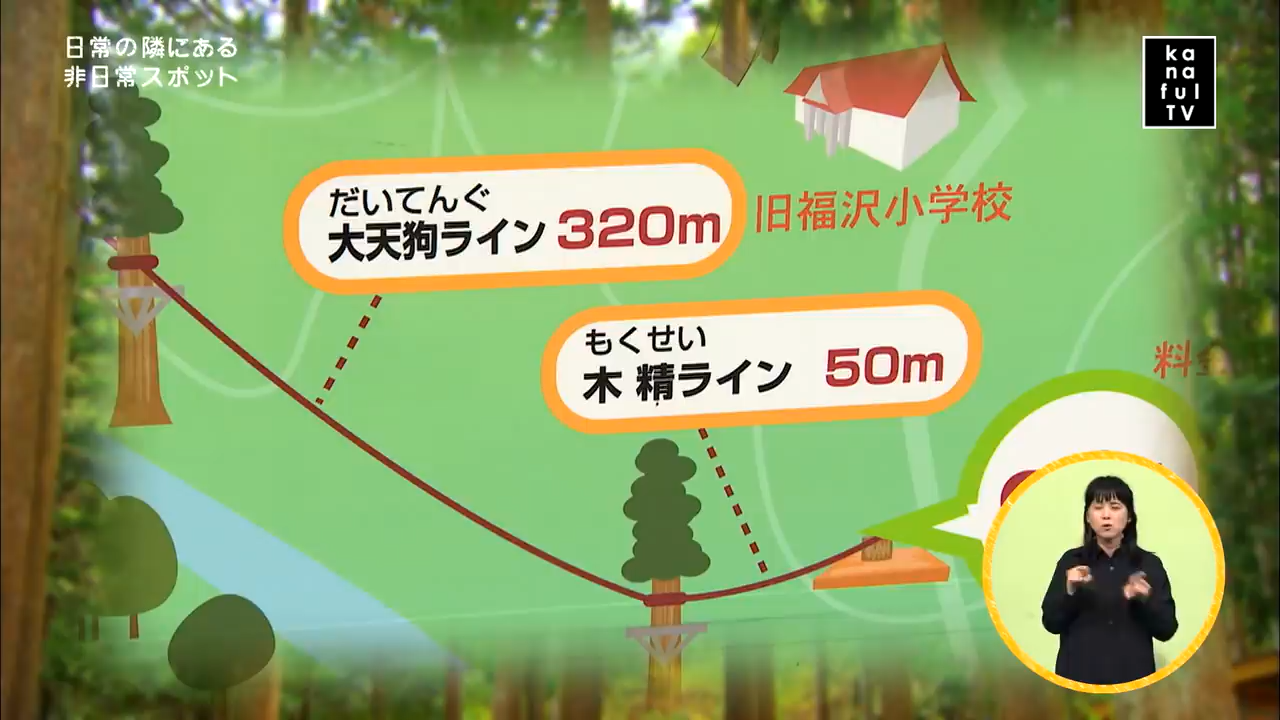 日常の隣にある
非日常スポット
ka
na
ful
TV
だいてんぐ
大天狗ライン 320m
旧福沢小学校
もくせい
木 精ライン 50m
料